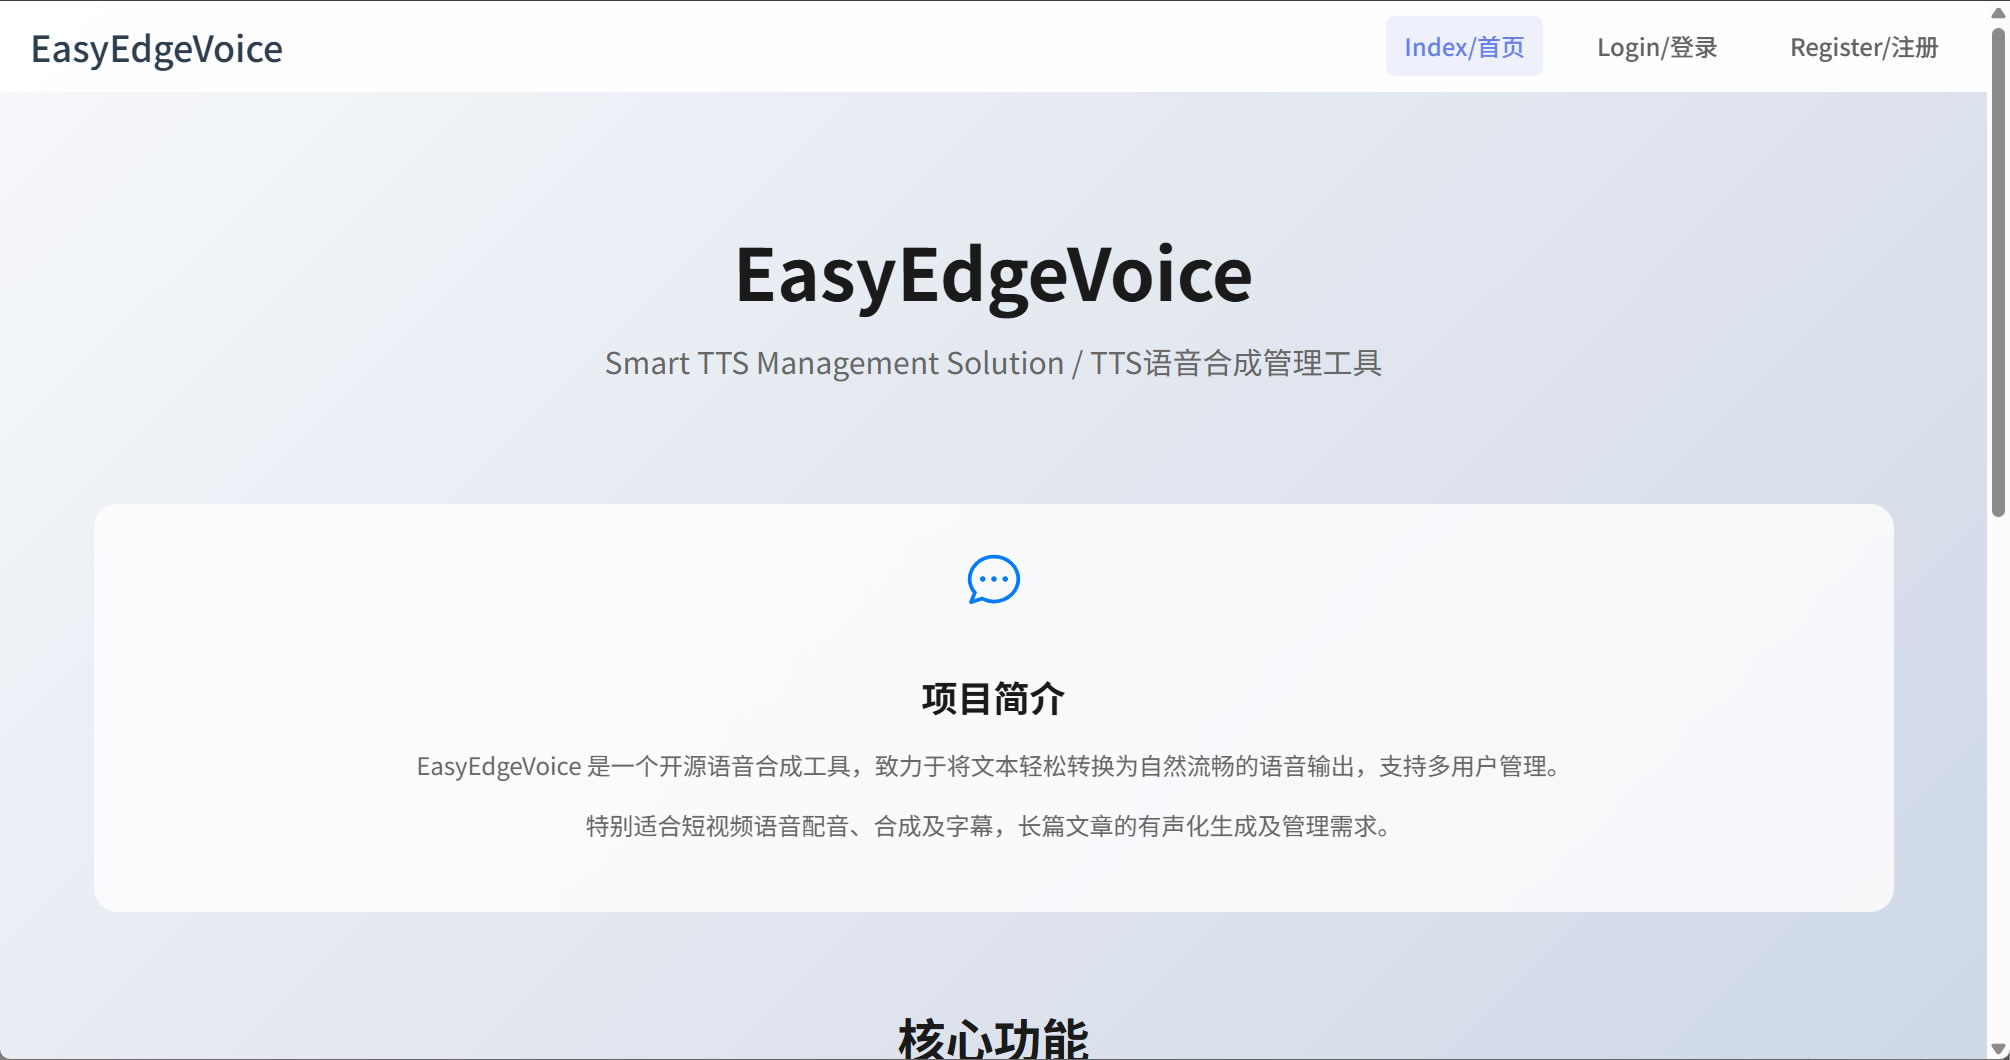 EasyEdgeVoice
Index/首页
Login/登录
Register/注册
EasyEdgeVoice
Smart TTS Management Solution / TTS语音合成管理工具
项目简介
EasyEdgeVoice 是一个开源语音合成工具，致力于将文本轻松转换为自然流畅的语音输出，支持多用户管理。
特别适合短视频语音配音、合成及字幕，长篇文章的有声化生成及管理需求。
核心功能